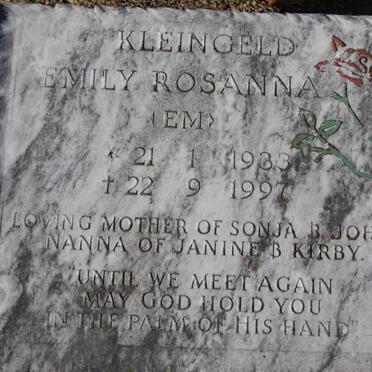 KLEINGELD
EMILY ROSANNA
(EM)
* 21 1 1933
† 22 9 1997
LOVING MOTHER OF SONJA B JOH
NANNA OF JANINE B KIRBY.
"UNTIL WE MEET AGAIN
MAY GOD HOLD YOU
IN THE PALM OF HIS HAND"